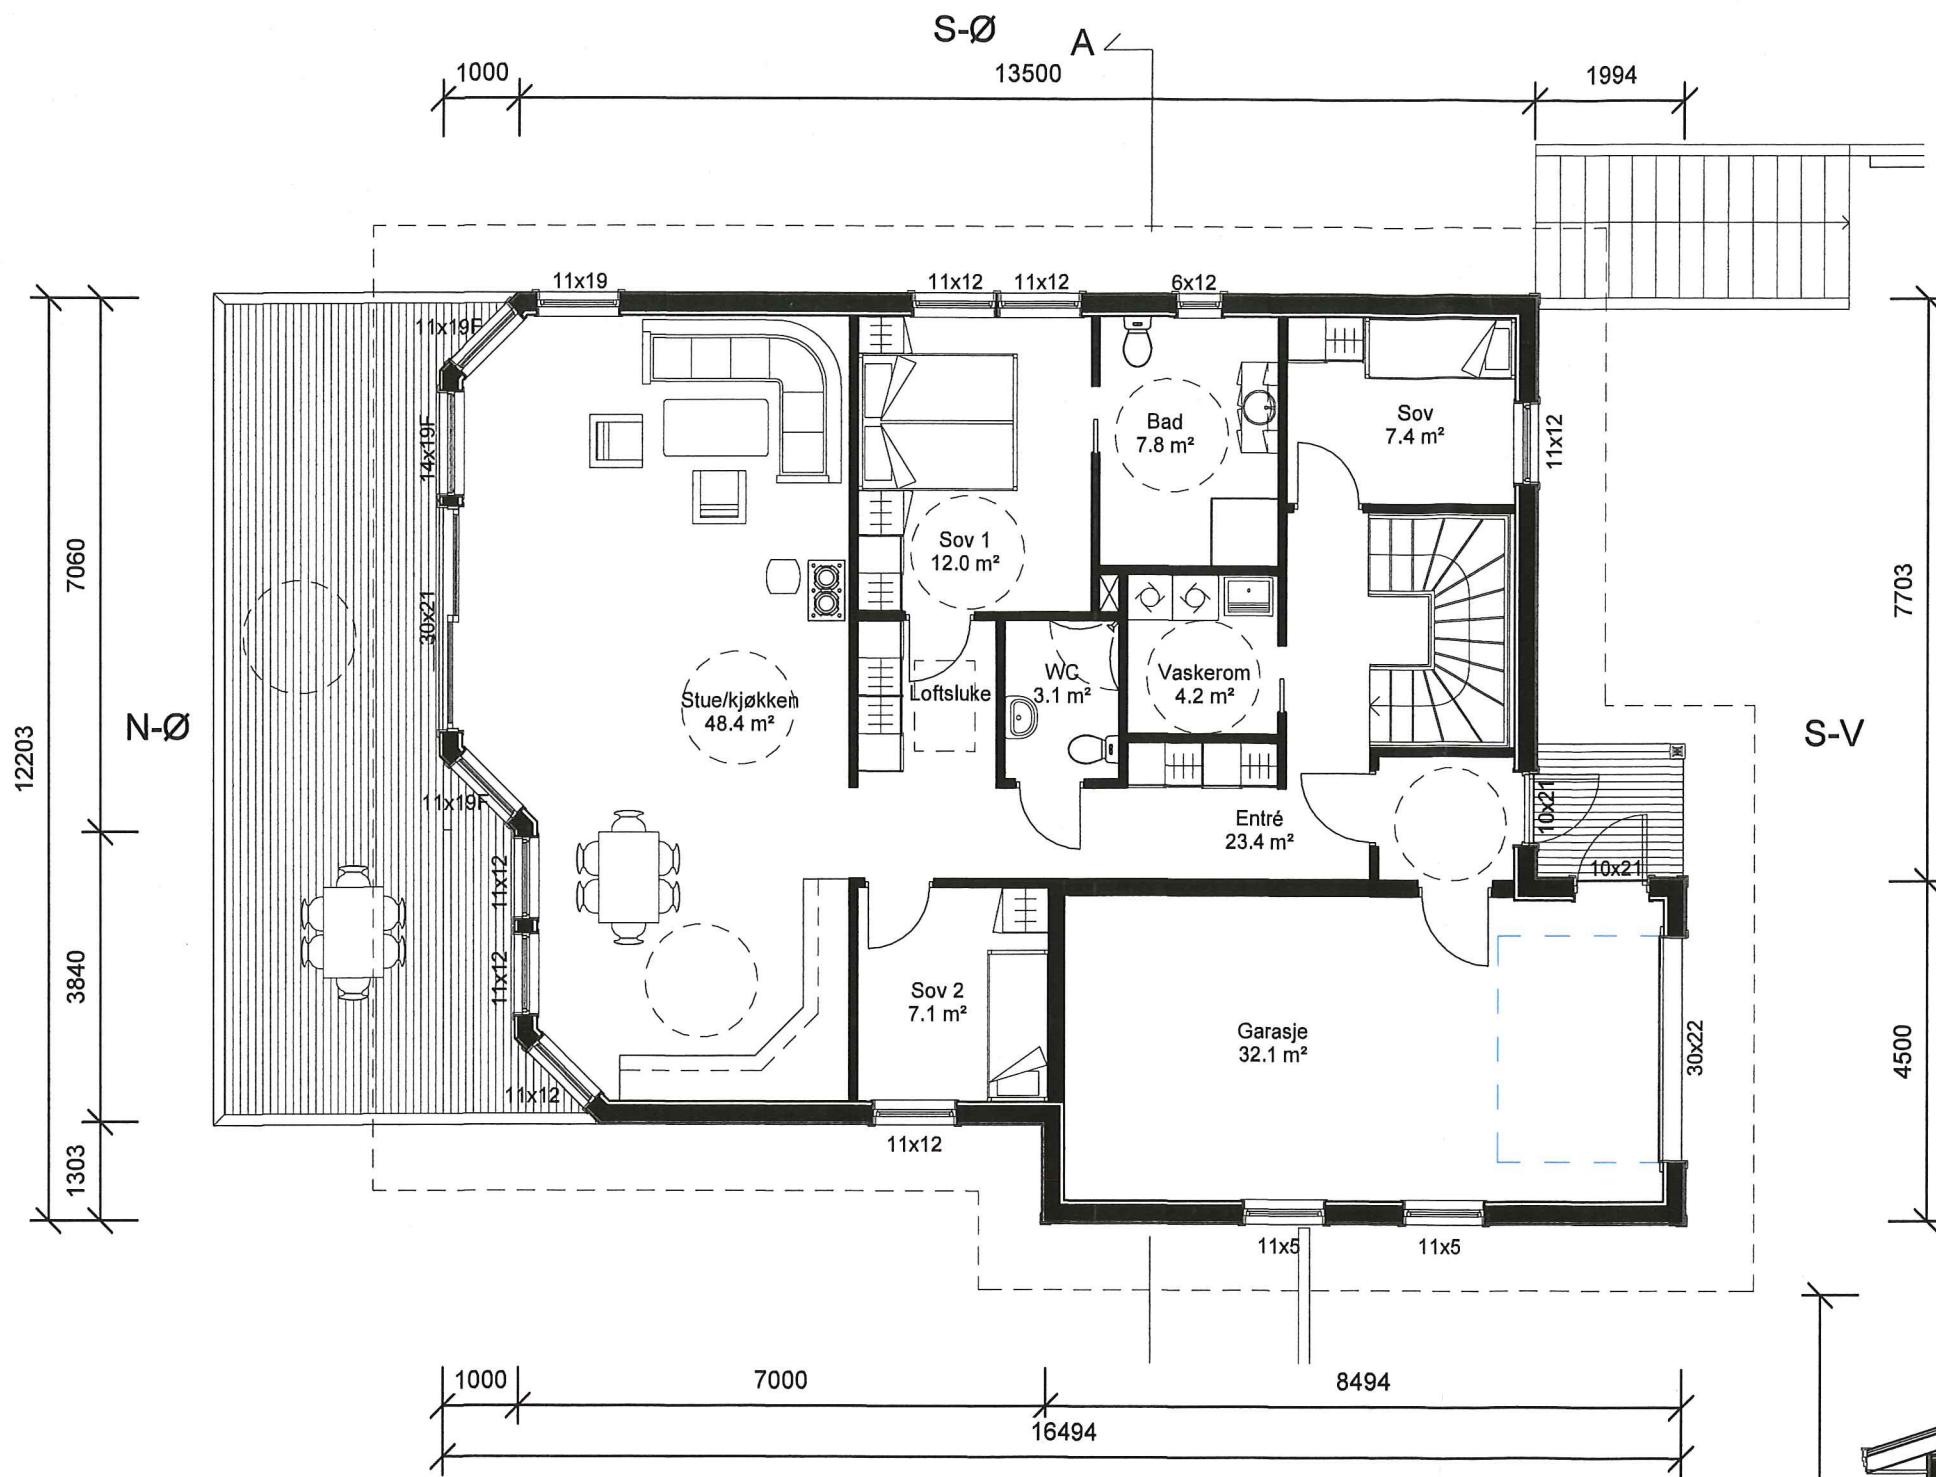 S-Ø
A
1000
13500
1994
11x19
11x12
11x12
6x12
11x19F
14x19F
30x21
11x19F
11x12
11x12
11x12
11x12
7060
3840
1303
12203
N-Ø
S-V
7703
4500
Bad
7.8 m²
Sov
7.4 m²
11x12
Sov 1
12.0 m²
Stue/kjøkken
48.4 m²
Loftsluke
WC
3.1 m²
Vaskerom
4.2 m²
Entré
23.4 m²
10x21
10x21
Sov 2
7.1 m²
Garasje
32.1 m²
30x22
11x5
11x5
1000
7000
8494
16494